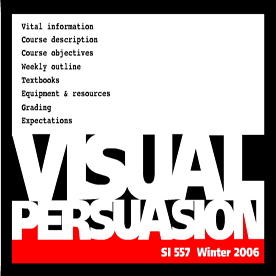 Vital information
Course description
Course objectives
Weekly outline
Textbooks
Equipment & resources
Grading
Expectations
VISUAL
PERSUASION
SI 557 Winter 2006